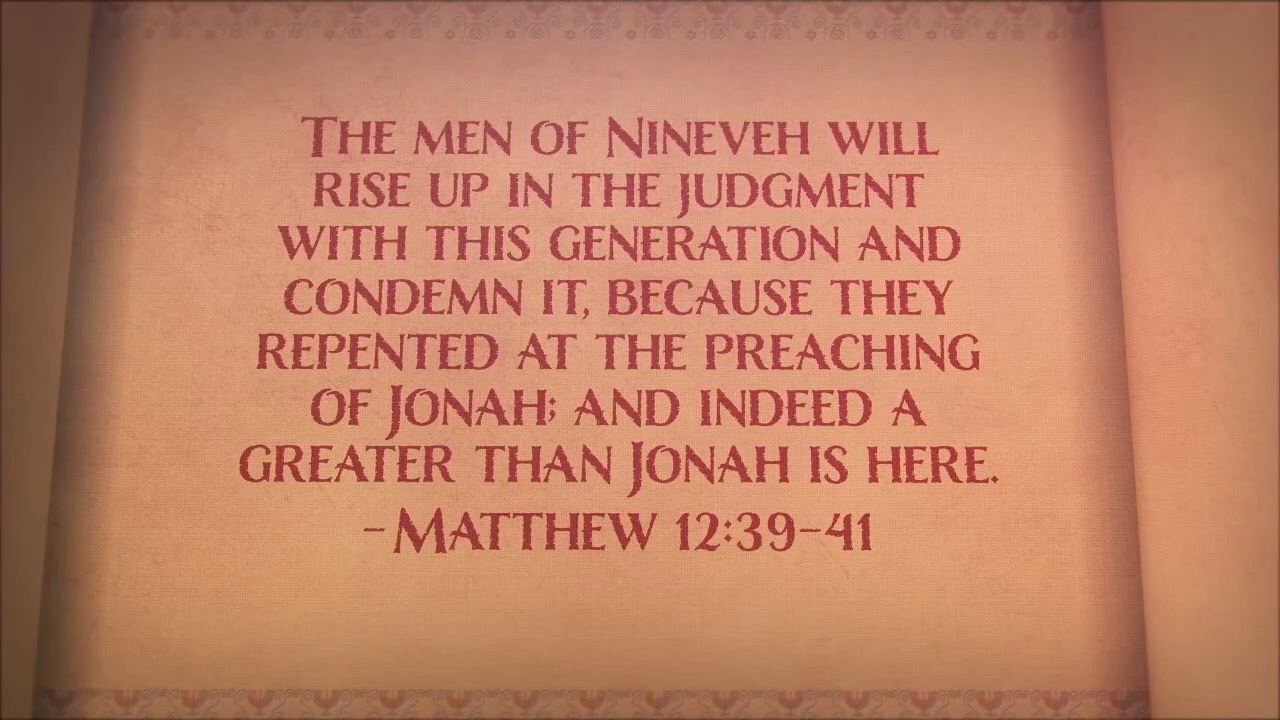 The men of Nineveh will
rise up in the judgment
with this generation and
condemn it, because they
repented at the preaching
of Jonah; and indeed a
greater than Jonah is here.
-Matthew 12:39-41